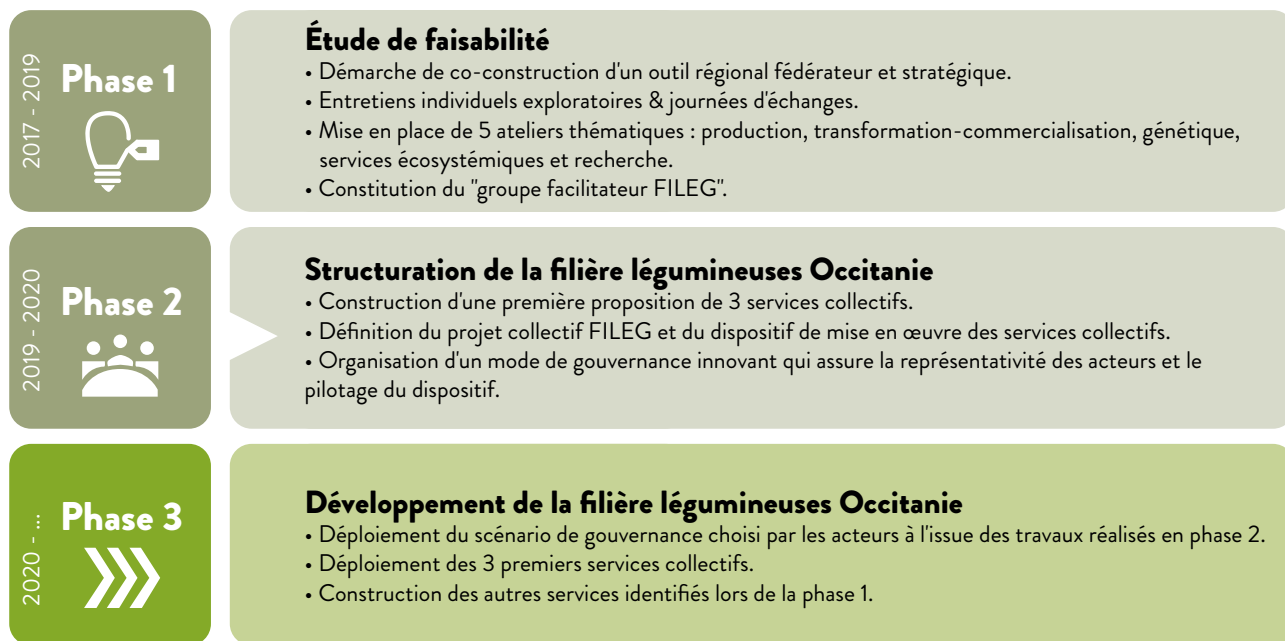 2017 - 2019
Phase 1
Étude de faisabilité
• Démarche de co-construction d'un outil régional fédérateur et stratégique.
• Entretiens individuels exploratoires & journées d'échanges.
• Mise en place de 5 ateliers thématiques : production, transformation-commercialisation, génétique,
services écosystémiques et recherche.
• Constitution du "groupe facilitateur FILEG".
2019 - 2020
Phase 2
Structuration de la filière légumineuses Occitanie
• Construction d'une première proposition de 3 services collectifs.
• Définition du projet collectif FILEG et du dispositif de mise en œuvre des services collectifs.
• Organisation d'un mode de gouvernance innovant qui assure la représentativité des acteurs et le
pilotage du dispositif.
2020 - ...
Phase 3
Développement de la filière légumineuses Occitanie
• Déploiement du scénario de gouvernance choisi par les acteurs à l'issue des travaux réalisés en phase 2.
• Déploiement des 3 premiers services collectifs.
• Construction des autres services identifiés lors de la phase 1.